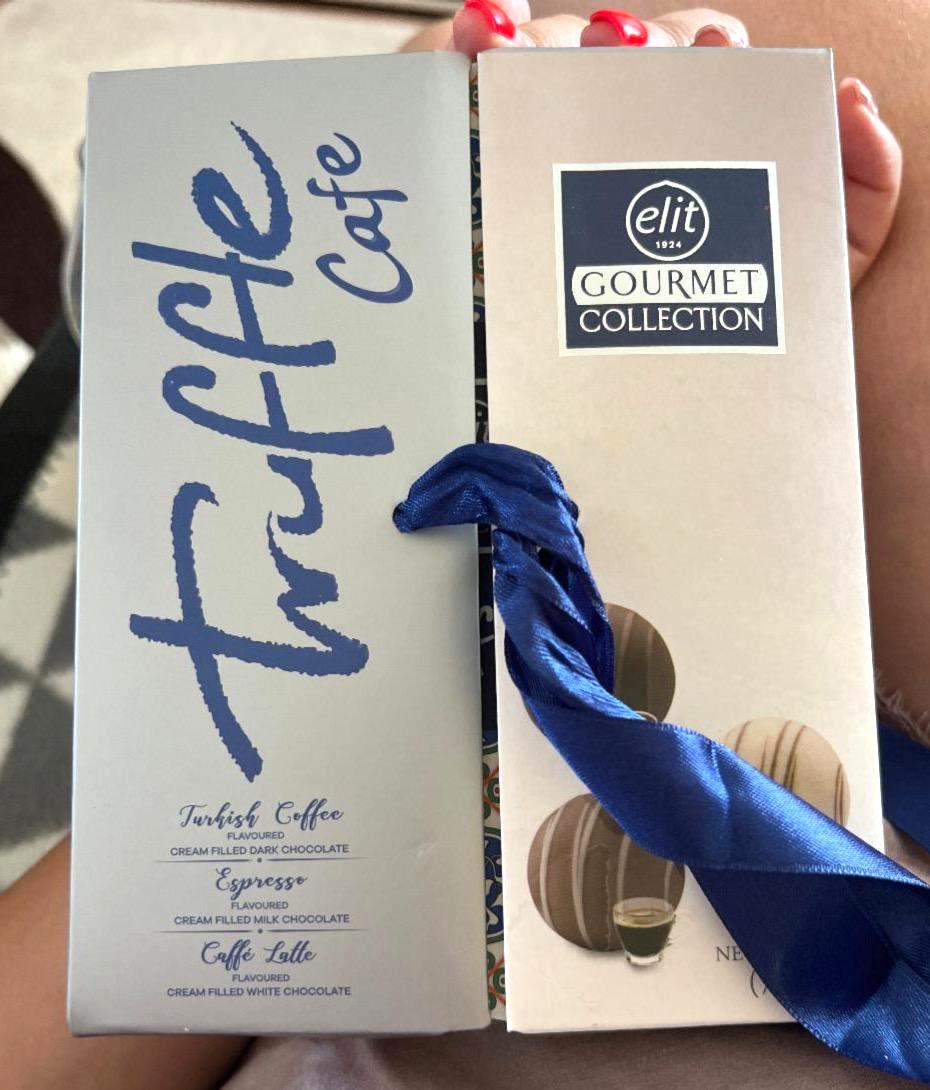 truffle
Cafe
Turkish Coffee
FLAVOURED
CREAM FILLED DARK CHOCOLATE
Espresso
FLAVOURED
CREAM FILLED MILK CHOCOLATE
Caffé Latte
FLAVOURED
CREAM FILLED WHITE CHOCOLATE
elit
1924
GOURMET
COLLECTION